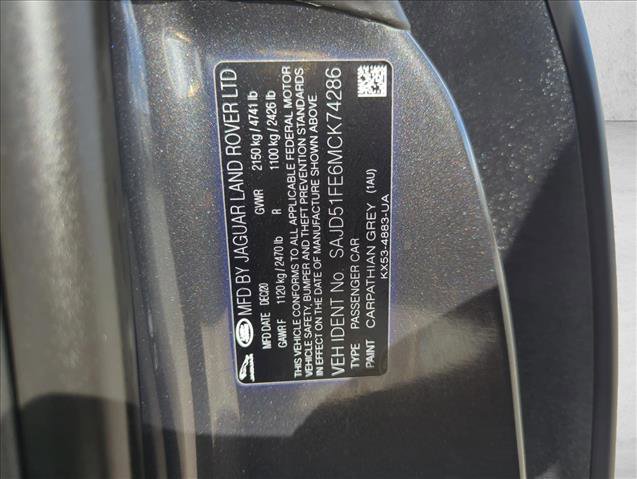 MFD BY JAGUAR LAND ROVER LTD
MFD DATE DEC/20 GVWR 2150 kg / 4741 lb
GAWR F 1120 kg / 2470 lb R 1100 kg / 2426 lb
THIS VEHICLE CONFORMS TO ALL APPLICABLE FEDERAL MOTOR
VEHICLE SAFETY, BUMPER AND THEFT PREVENTION STANDARDS
IN EFFECT ON THE DATE OF MANUFACTURE SHOWN ABOVE.
VEH IDENT No. SAJD51FE6MCK74286
TYPE PASSENGER CAR
PAINT CARPATHIAN GREY (1AU)
KX53-4883-UA